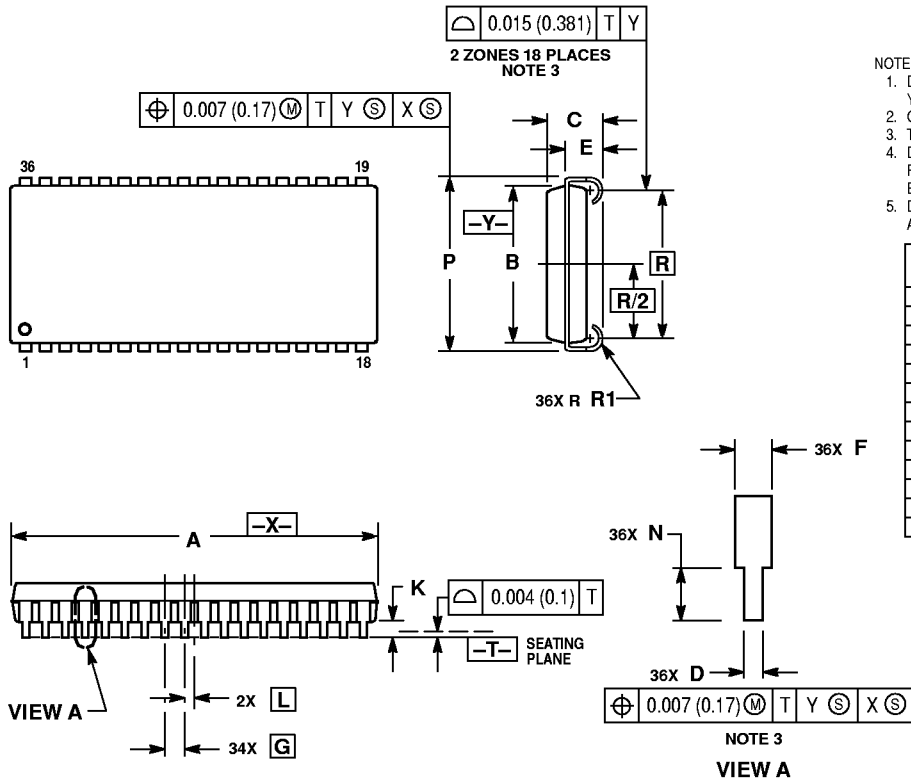 ⌓ 0.015 (0.381) T Y
2 ZONES 18 PLACES
NOTE 3
⌖ 0.007 (0.17) Ⓜ T Y Ⓢ X Ⓢ
C
E
36
19
–Y–
P
B
R
R/2
1
18
36X R R1
NOTE
1. D
Y
2. C
3. T
4. D
F
E
5. D
A
36X F
–X–
A
36X N
K
⌓ 0.004 (0.1) T
–T– SEATING
PLANE
36X D
VIEW A
2X L
34X G
⌖ 0.007 (0.17) Ⓜ T Y Ⓢ X Ⓢ
NOTE 3
VIEW A